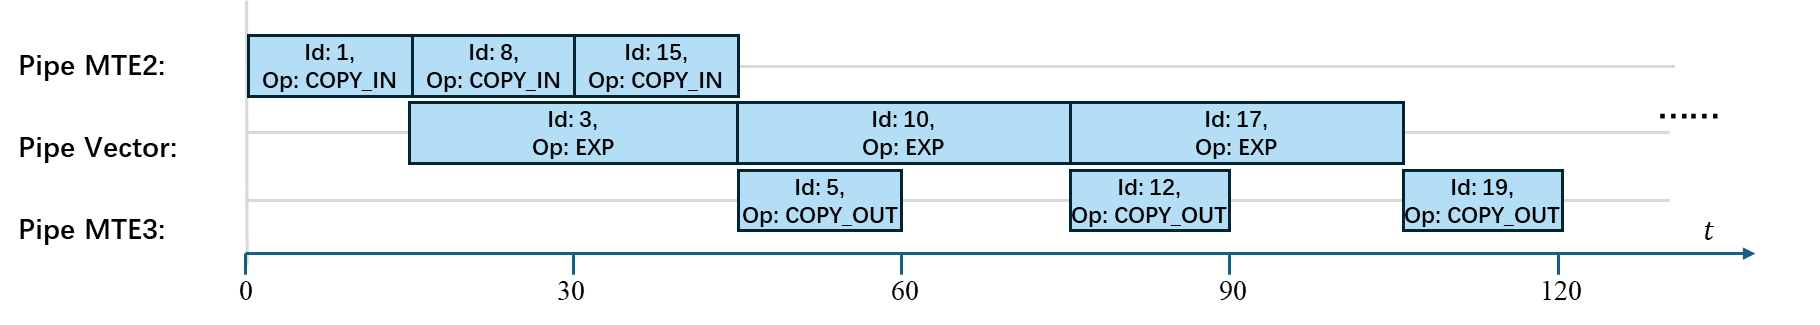 Pipe MTE2:
Id: 1,
Op: COPY_IN
Id: 8,
Op: COPY_IN
Id: 15,
Op: COPY_IN
Pipe Vector:
Id: 3,
Op: EXP
Id: 10,
Op: EXP
Id: 17,
Op: EXP
......
Pipe MTE3:
Id: 5,
Op: COPY_OUT
Id: 12,
Op: COPY_OUT
Id: 19,
Op: COPY_OUT
t
0
30
60
90
120